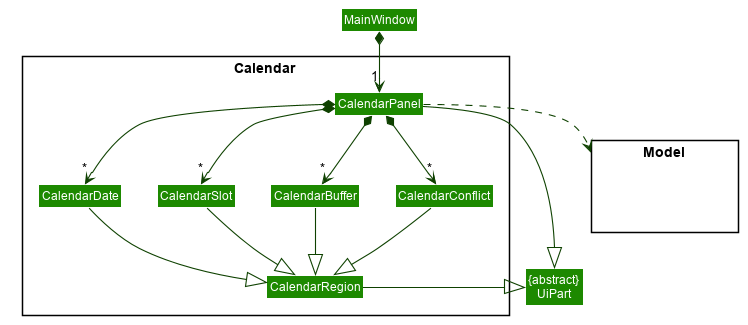 MainWindow
Calendar
1
CalendarPanel
Model
* * * *
CalendarDate CalendarSlot CalendarBuffer CalendarConflict
CalendarRegion
{abstract}
UiPart